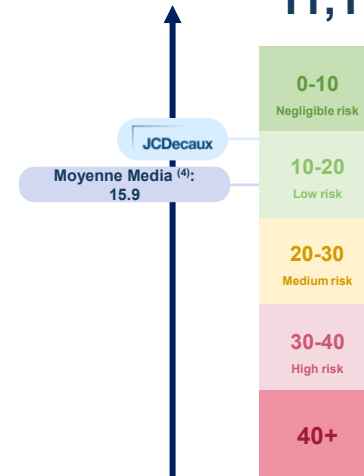 0-10
Negligible risk
JCDecaux
10-20
Low risk
Moyenne Media (4):
15.9
20-30
Medium risk
30-40
High risk
40+